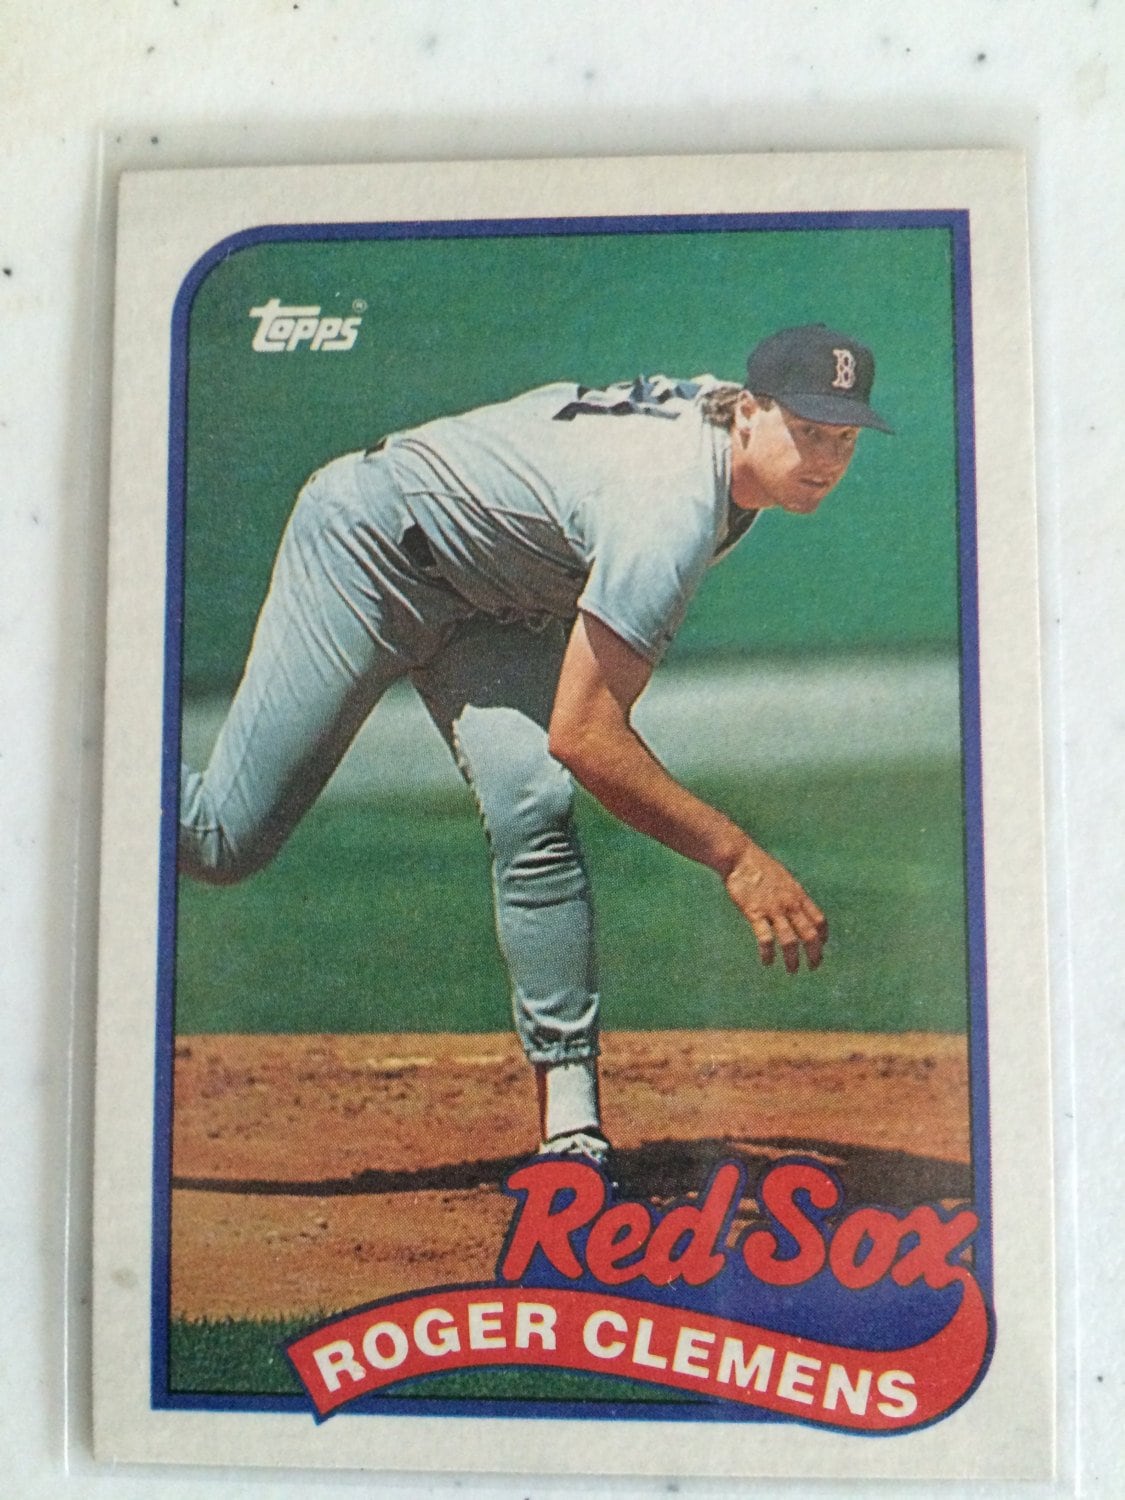 topps®
B
Red Sox
ROGER CLEMENS